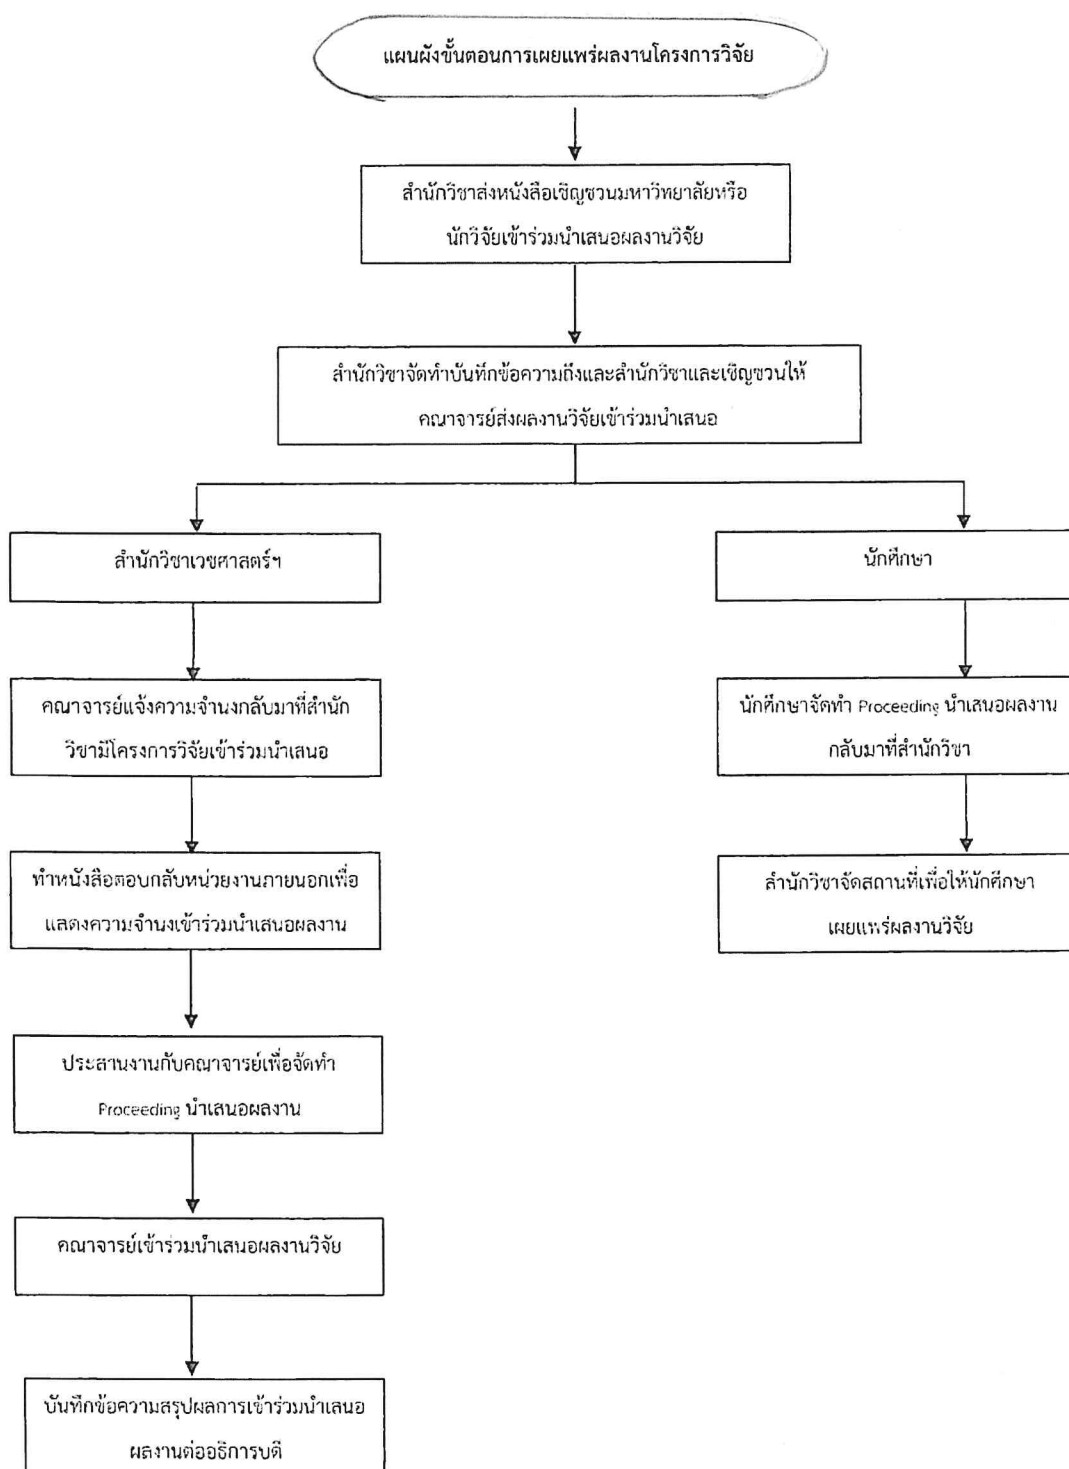 แผนผังขั้นตอนการเผยแพร่ผลงานโครงการวิจัย
สำนักวิชาส่งหนังสือเชิญชวนมหาวิทยาลัยหรือ
นักวิจัยเข้าร่วมนำเสนอผลงานวิจัย
สำนักวิชาจัดทำบันทึกข้อความถึงและสำนักวิชาและเชิญชวนให้
คณาจารย์ส่งผลงานวิจัยเข้าร่วมนำเสนอ
สำนักวิชาเวชศาสตร์ฯ
คณาจารย์แจ้งความจำนงกลับมาที่สำนัก
วิชามีโครงการวิจัยเข้าร่วมนำเสนอ
ทำหนังสือตอบกลับหน่วยงานภายนอกเพื่อ
แสดงความจำนงเข้าร่วมนำเสนอผลงาน
ประสานงานกับคณาจารย์เพื่อจัดทำ
Proceeding นำเสนอผลงาน
คณาจารย์เข้าร่วมนำเสนอผลงานวิจัย
บันทึกข้อความสรุปผลการเข้าร่วมนำเสนอ
ผลงานต่ออธิการบดี
นักศึกษา
นักศึกษาจัดทำ Proceeding นำเสนอผลงาน
กลับมาที่สำนักวิชา
สำนักวิชาจัดสถานที่เพื่อให้นักศึกษา
เผยแพร่ผลงานวิจัย